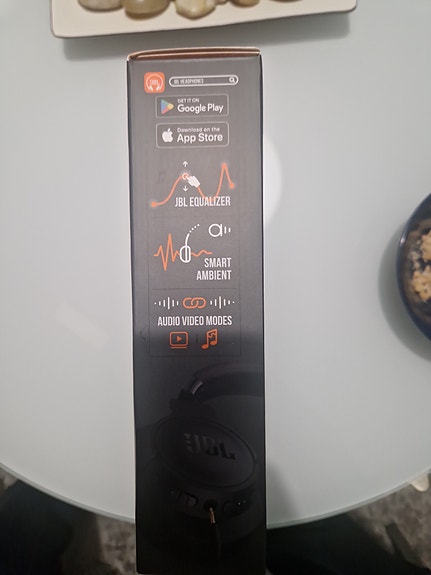 JBL
JBL HEADPHONES
GET IT ON
Google Play
Download on the
App Store
JBL EQUALIZER
SMART
AMBIENT
AUDIO VIDEO MODES
JBL